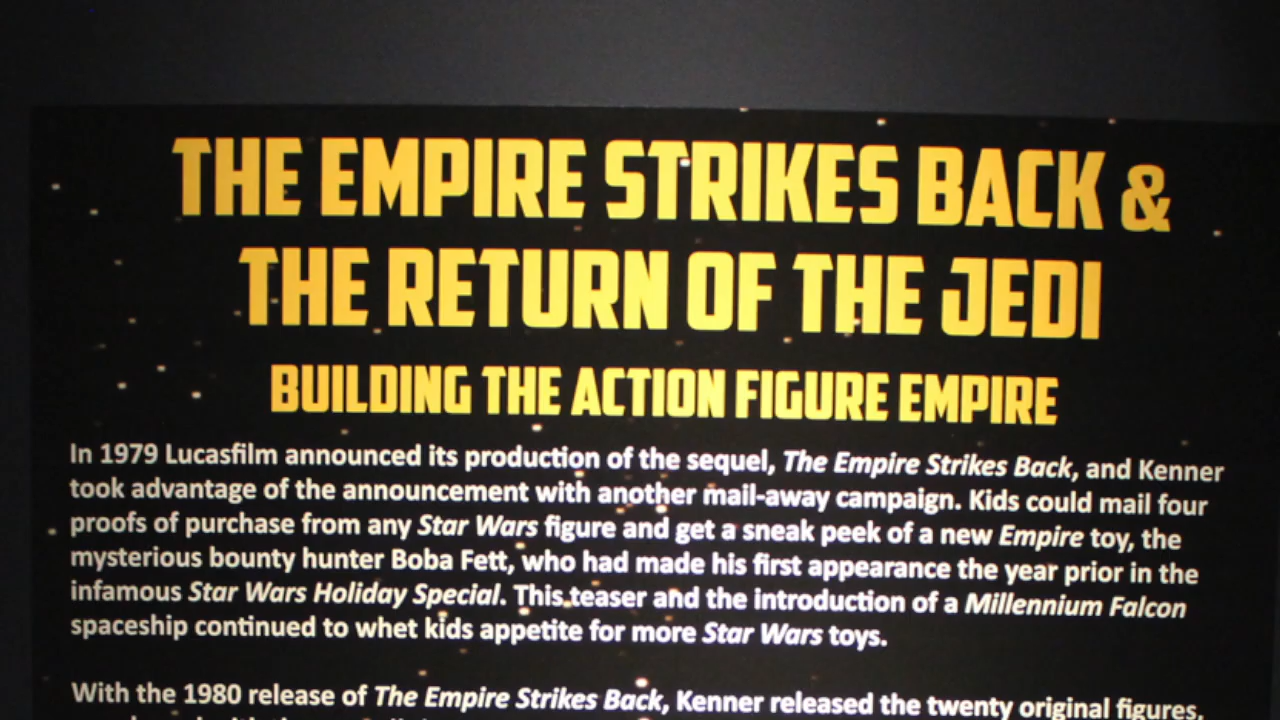 THE EMPIRE STRIKES BACK &
THE RETURN OF THE JEDI
BUILDING THE ACTION FIGURE EMPIRE
In 1979 Lucasfilm announced its production of the sequel, The Empire Strikes Back, and Kenner
took advantage of the announcement with another mail-away campaign. Kids could mail four
proofs of purchase from any Star Wars figure and get a sneak peek of a new Empire toy, the
mysterious bounty hunter Boba Fett, who had made his first appearance the year prior in the
infamous Star Wars Holiday Special. This teaser and the introduction of a Millennium Falcon
spaceship continued to whet kids appetite for more Star Wars toys.
With the 1980 release of The Empire Strikes Back, Kenner released the twenty original figures,